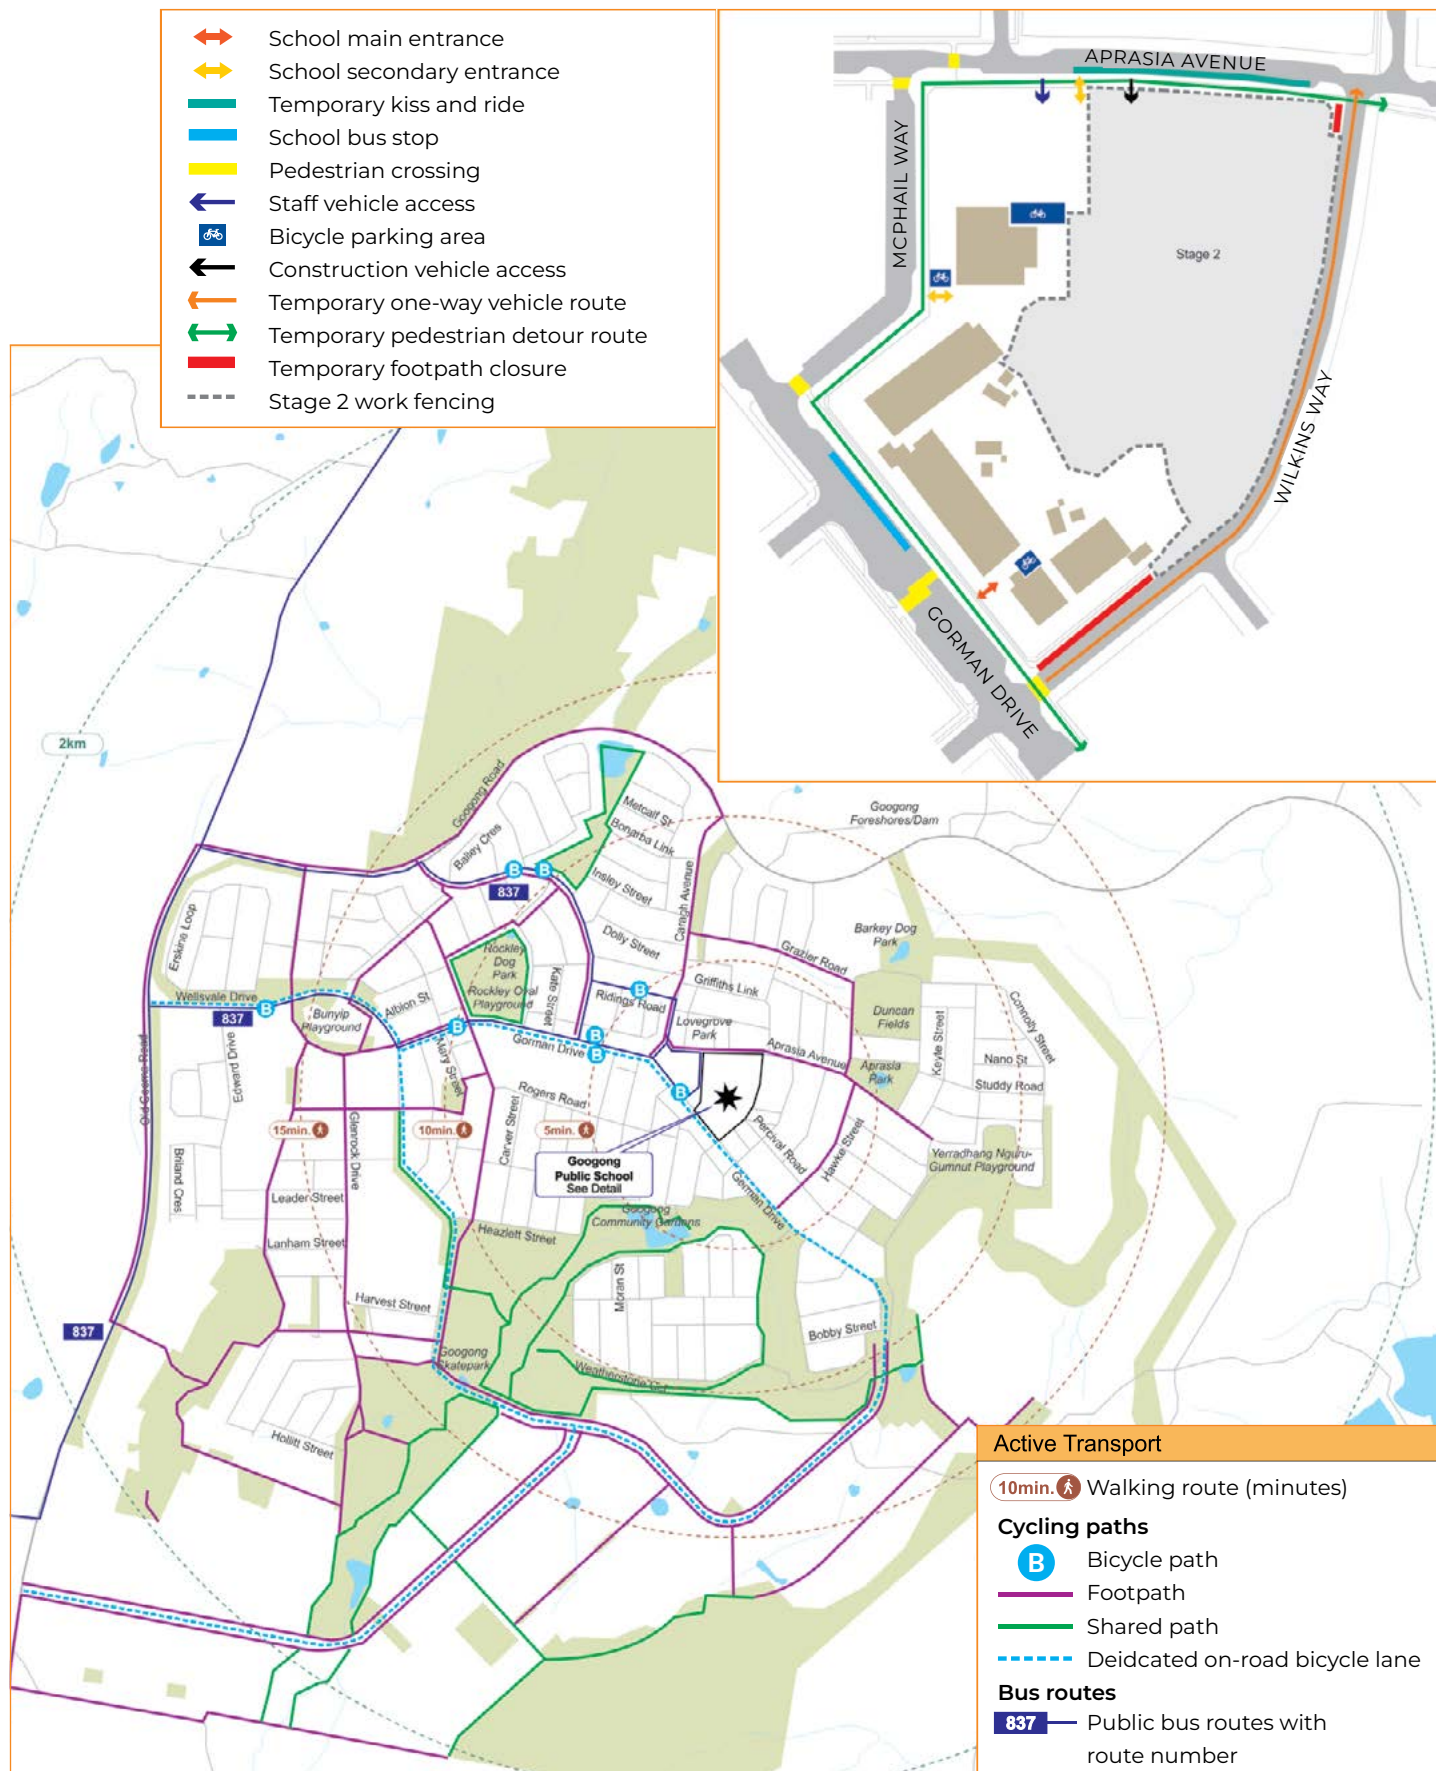 School main entrance
School secondary entrance
Temporary kiss and ride
School bus stop
Pedestrian crossing
Staff vehicle access
Bicycle parking area
Construction vehicle access
Temporary one-way vehicle route
Temporary pedestrian detour route
Temporary footpath closure
Stage 2 work fencing
APRASIA AVENUE
MCPHAIL WAY
Stage 2
WILKINS WAY
GORMAN DRIVE
2km
Googong Road
Bailey Cres
837
Metcalf St
Bonarba Link
Insley Street
Caragh Avenue
Dolly Street
Googong
Foreshores/Dam
Barkey Dog
Park
Grazier Road
Griffiths Link
Erskine Loop
Wellsvale Drive
837
Bunyip
Playground
Albion St
Rockley
Dog
Park
Rockley Oval
Playground
Kate Street
Ridings Road
Lovegrove
Park
Gorman Drive
Aprasia Avenue
Duncan
Fields
Aprasia
Park
Keyte Street
Connolly Street
Nano St
Studdy Road
Old Cooma Road
Edward Drive
Mary Street
Rogers Road
Carver Street
15min.
10min.
5min.
Glenrock Drive
Briland Cres
Leader Street
Lanham Street
Harvest Street
Heazlett Street
Googong
Public School
See Detail
Percival Road
Hawke Street
Gorman Drive
Yerradhang Nguru-
Gumnut Playground
Googong
Community Gardens
Moran St
Bobby Street
837
Googong
Skatepark
Hollitt Street
Active Transport
10min. Walking route (minutes)
Cycling paths
B Bicycle path
Footpath
Shared path
Deidcated on-road bicycle lane
Bus routes
837 Public bus routes with
route number
B
B
B
B
B
B
B
B